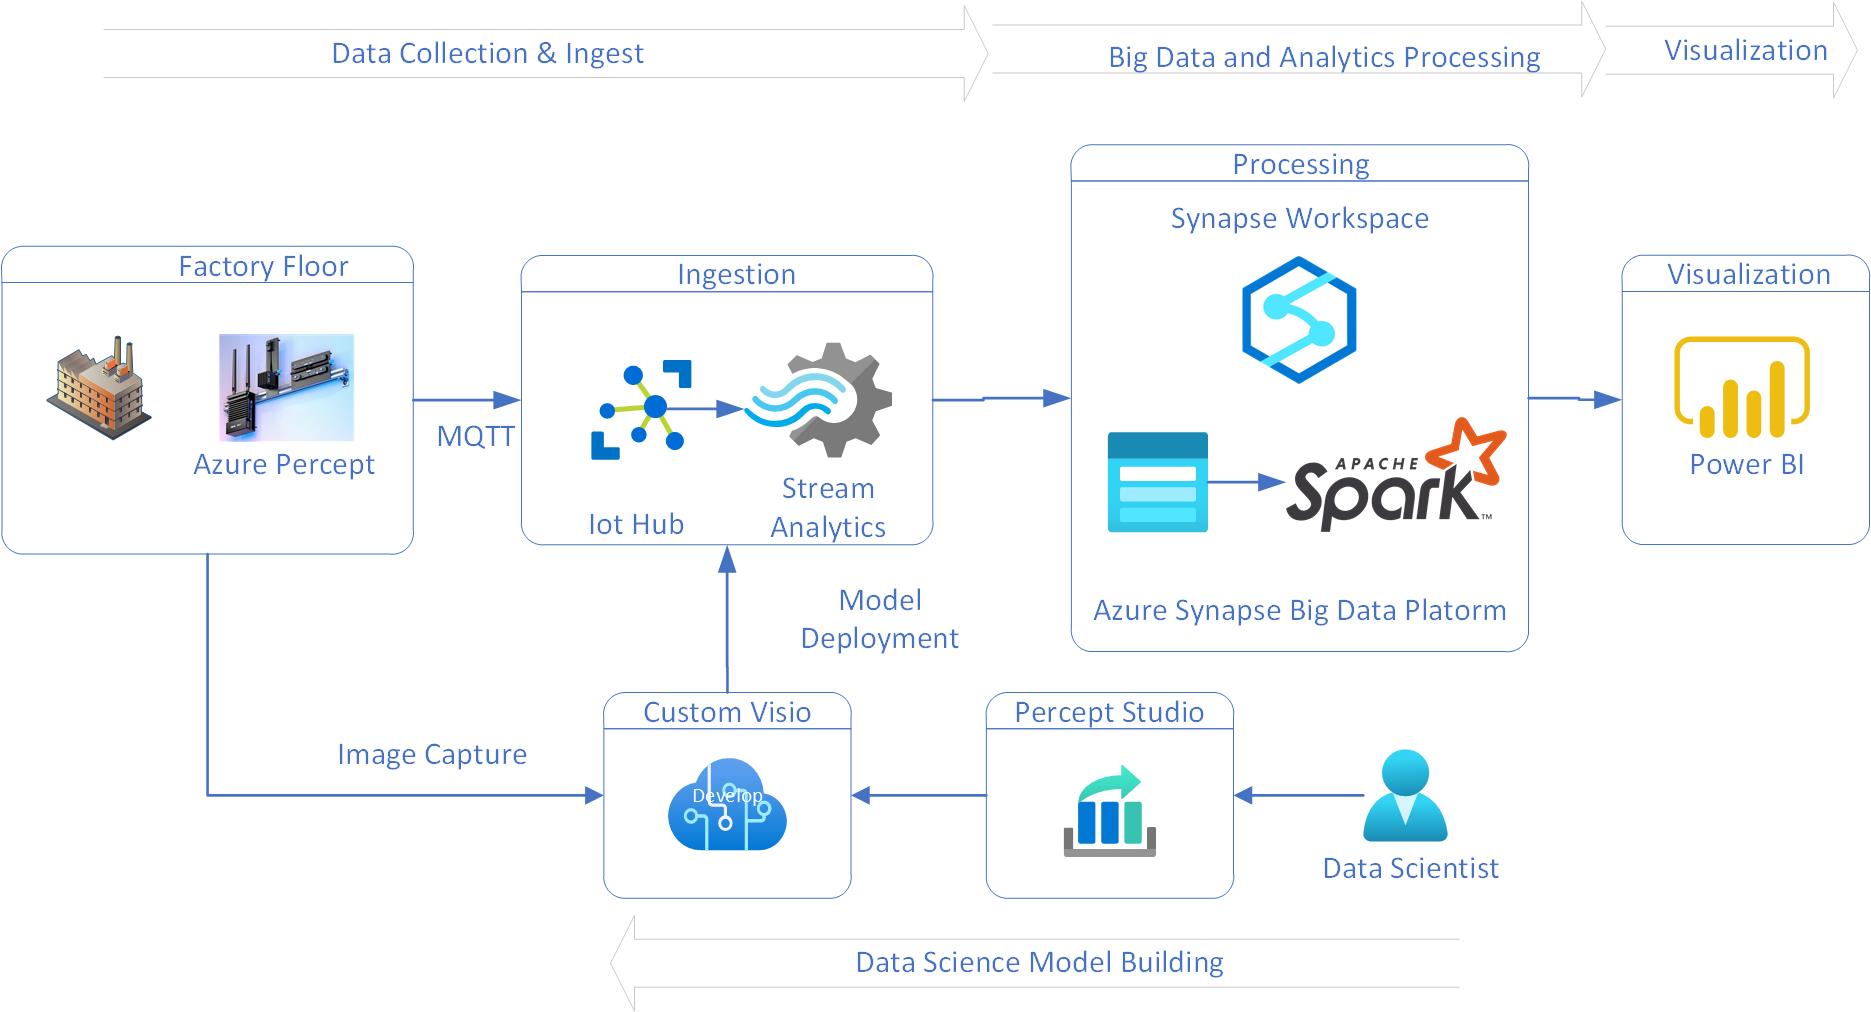 Data Collection & Ingest
Big Data and Analytics Processing
Visualization
Processing
Synapse Workspace
Factory Floor
Ingestion
Visualization
Azure Percept
MQTT
Iot Hub
Stream
Analytics
APACHE
Spark
TM
Power BI
Azure Synapse Big Data Platorm
Model
Deployment
Image Capture
Custom Visio
Develop
Percept Studio
Data Scientist
Data Science Model Building